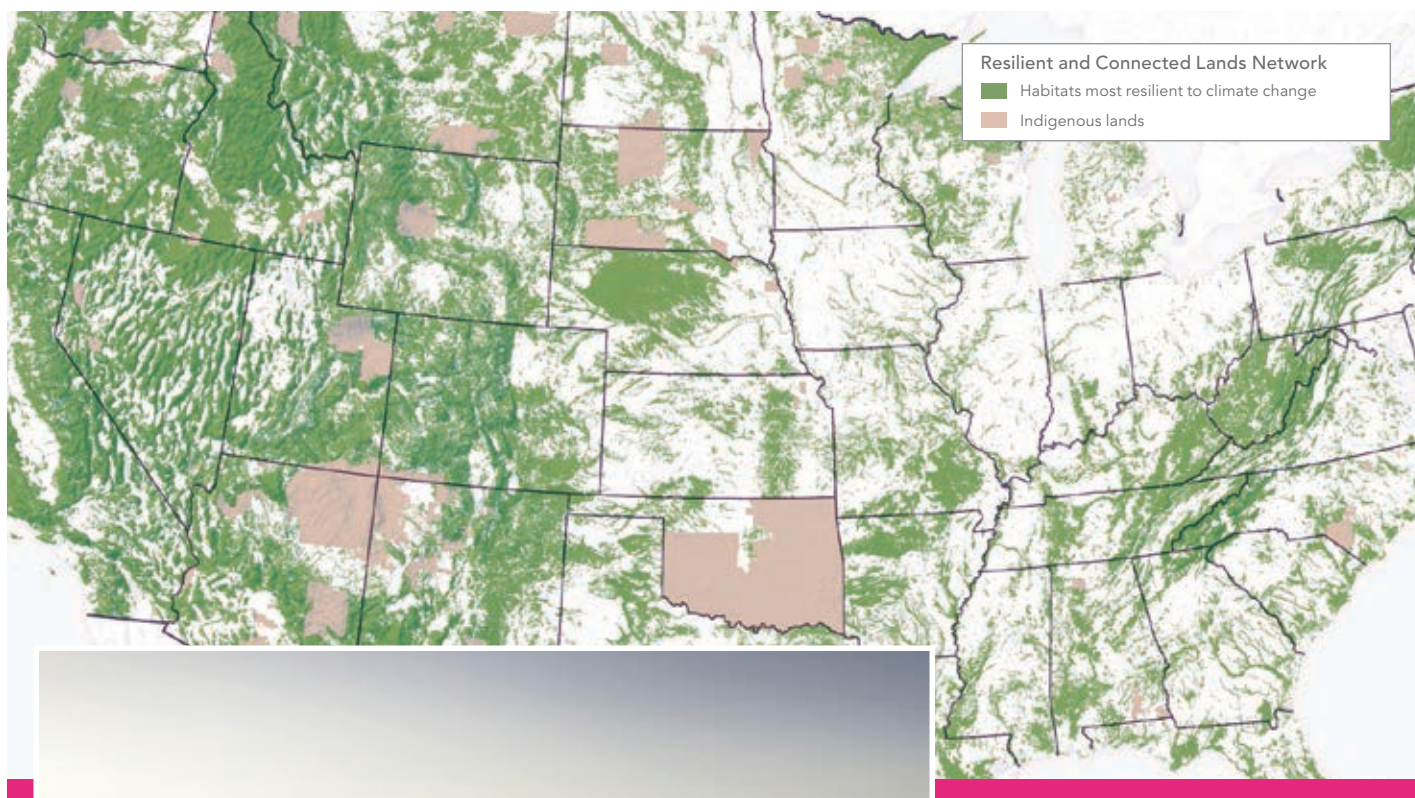 Resilient and Connected Lands Network
Habitats most resilient to climate change
Indigenous lands